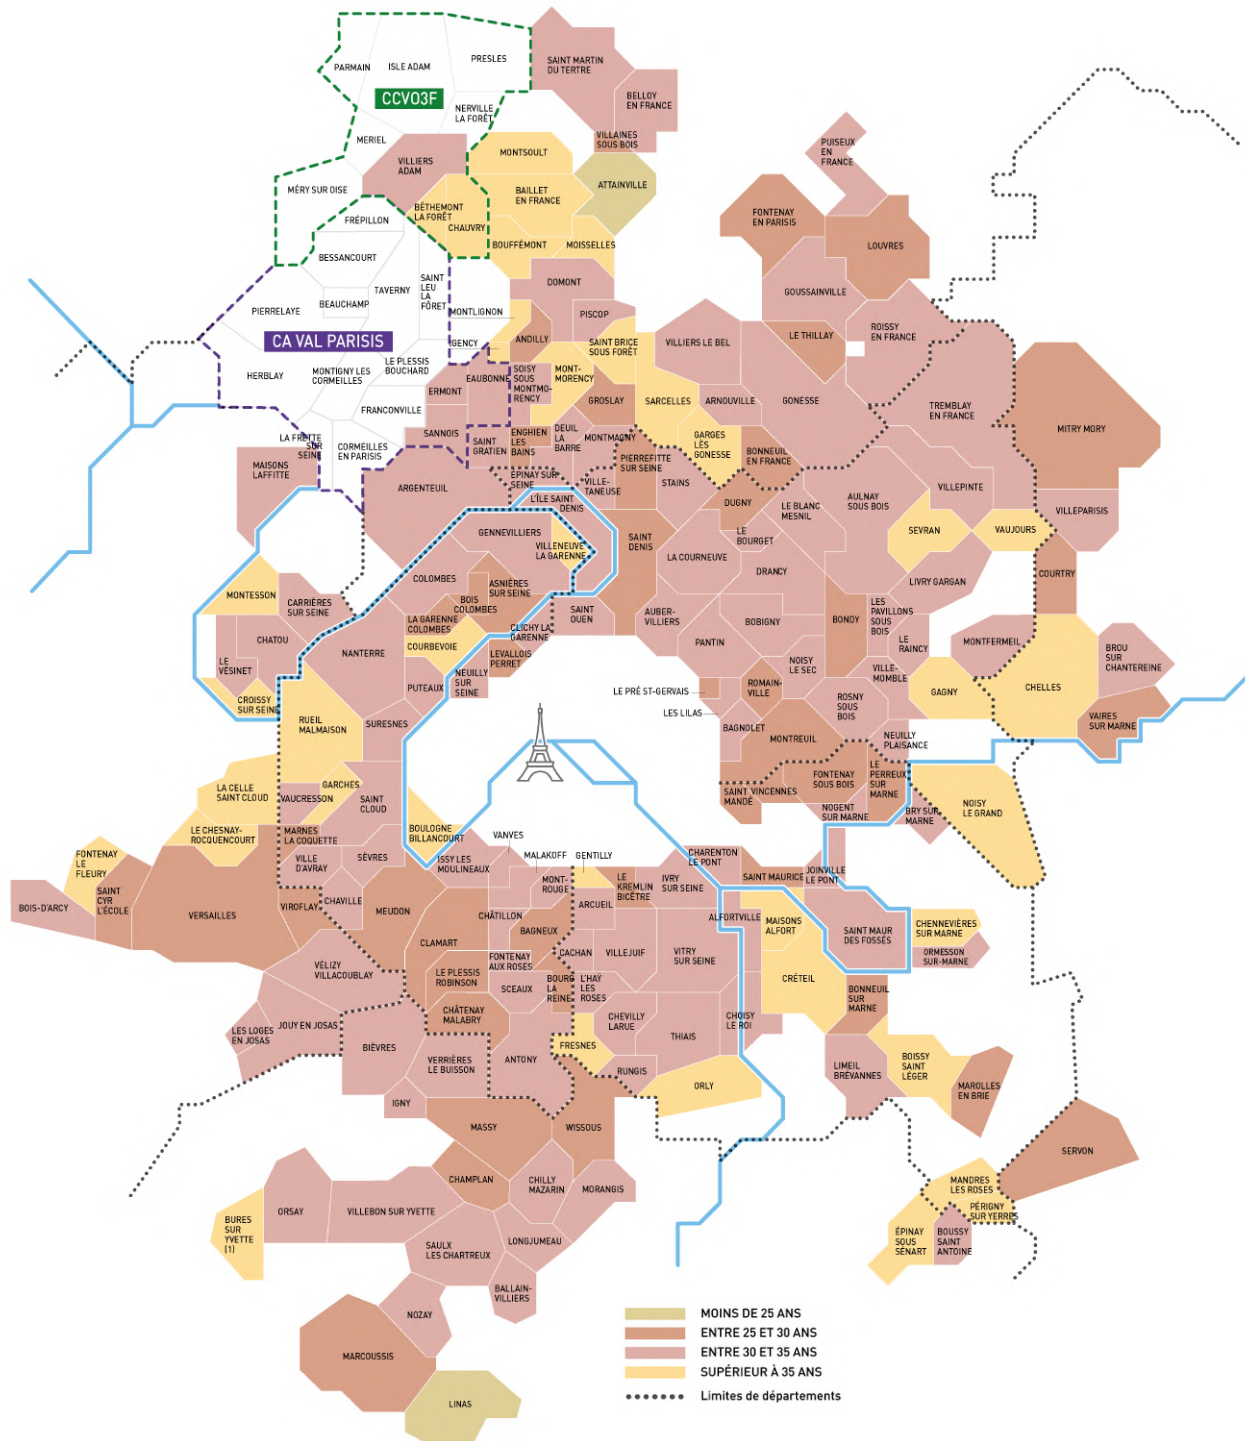 PARMAIN
ISLE ADAM
PRESLES
CCVO3F
NERVILLE
LA FORÊT
MERIEL
VILLIERS
ADAM
MÉRY SUR OISE
FRÉPILLON
BÉTHEMONT
LA FORÊT
CHAUVRY
SAINT MARTIN
DU TERTRE
BELLOY
EN FRANCE
VILLAINES
SOUS BOIS
MONTSOULT
ATTAINVILLE
BAILLET
EN FRANCE
BOUFFÉMONT
MOISSELLES
PUISEUX
EN
FRANCE
FONTENAY
EN PARISIS
LOUVRES
BESSANCOURT
PIERRELAYE
BEAUCHAMP
TAVERNY
SAINT
LEU
LA
FÔRET
CA VAL PARISIS
HERBLAY
MONTIGNY LES
CORMEILLES
LE PLESSIS
BOUCHARD
FRANCONVILLE
LA FRETTE
SUR
SEINE
CORMEILLES
EN PARISIS
ERMONT
EAUBONNE
SANNOIS
SAINT
GRATIEN
MONTLIGNON
GENCY
DOMONT
PISCOP
ANDILLY
SAINT BRICE
SOUS FORÊT
SOISY
SOUS
MONTMO-
RENCY
MONT-
MORENCY
GROSLAY
ENGHIEN
LES
BAINS
DEUIL
LA
BARRE
MONTMAGNY
SARCELLES
VILLIERS LE BEL
ARNOUVILLE
GARGES
LÈS
GONESSE
GOUSSAINVILLE
LE THILLAY
ROISSY
EN FRANCE
GONESSE
BONNEUIL
EN FRANCE
TREMBLAY
EN FRANCE
MITRY MORY
MAISONS
LAFFITTE
ARGENTEUIL
ÉPINAY SUR
SEINE
L'ÎLE SAINT
DENIS
VILLE-
TANEUSE
PIERREFITTE
SUR SEINE
STAINS
DUGNY
LE BLANC
MESNIL
AULNAY
SOUS BOIS
VILLEPINTE
VILLEPARISIS
SEVRAN
VAUJOURS
GENNEVILLIERS
VILLENEUVE
LA GARENNE
SAINT
DENIS
LA COURNEUVE
LE
BOURGET
DRANCY
LIVRY GARGAN
COURTRY
COLOMBES
ASNIÈRES
SUR SEINE
BOIS
COLOMBES
LA GARENNE
COLOMBES
CLICHY LA
GARENNE
SAINT
OUEN
AUBER-
VILLIERS
BOBIGNY
BONDY
LES
PAVILLONS
SOUS
BOIS
LE
RAINCY
MONTFERMEIL
BROU
SUR
CHANTEREINE
MONTESSON
CARRIÈRES
SUR SEINE
CHATOU
LE
VÉSINET
CROISSY
SUR SEINE
NANTERRE
COURBEVOIE
LEVALLOIS
PERRET
PUTEAUX
NEUILLY
SUR
SEINE
PANTIN
NOISY
LE SEC
VILLE-
MOMBLE
GAGNY
CHELLES
VAIRES
SUR MARNE
LE PRÉ ST-GERVAIS
ROMAIN-
VILLE
LES LILAS
BAGNOLET
ROSNY
SOUS
BOIS
MONTREUIL
NEUILLY
PLAISANCE
RUEIL
MALMAISON
SURESNES
LA CELLE
SAINT CLOUD
VAUCRESSON
GARCHES
SAINT
CLOUD
LE CHESNAY-
ROCQUENCOURT
MARNES
LA COQUETTE
VILLE
D'AVRAY
SÈVRES
BOULOGNE
BILLANCOURT
ISSY LES
MOULINEAUX
VANVES
MALAKOFF
MONT-
ROUGE
GENTILLY
SAINT
MANDÉ
VINCENNES
FONTENAY
SOUS BOIS
LE
PERREUX
SUR
MARNE
NOGENT
SUR MARNE
BRY SUR
MARNE
NOISY
LE GRAND
FONTENAY
LE
FLEURY
BOIS-D'ARCY
SAINT
CYR
L'ÉCOLE
VERSAILLES
VIROFLAY
CHAVILLE
MEUDON
CLAMART
CHÂTILLON
BAGNEUX
FONTENAY
AUX ROSES
ARCUEIL
CACHAN
LE
KREMLIN
BICÊTRE
IVRY
SUR SEINE
CHARENTON
LE PONT
SAINT MAURICE
JOINVILLE
LE PONT
ALFORTVILLE
MAISONS
ALFORT
SAINT MAUR
DES FOSSÉS
CHENNEVIÈRES
SUR MARNE
ORMESSON
SUR-MARNE
VILLEJUIF
VITRY
SUR SEINE
CRÉTEIL
BONNEUIL
SUR
MARNE
VÉLIZY
VILLACOUBLAY
LE PLESSIS
ROBINSON
SCEAUX
BOURG
LA
REINE
L'HAY
LES
ROSES
CHÂTENAY
MALABRY
CHEVILLY
LARUE
THIAIS
CHOISY
LE ROI
LES LOGES
EN JOSAS
JOUY EN JOSAS
BIÈVRES
VERRIÈRES
LE BUISSON
ANTONY
FRESNES
RUNGIS
ORLY
LIMEIL
BRÉVANNES
BOISSY
SAINT
LÉGER
MAROLLES
EN BRIE
IGNY
MASSY
WISSOUS
CHAMPLAN
CHILLY
MAZARIN
MORANGIS
SERVON
MANDRES
LES ROSES
PÉRIGNY
SUR YERRES
ÉPINAY
SOUS
SÉNART
BOUSSY
SAINT
ANTOINE
BURES
SUR
YVETTE
(1)
ORSAY
VILLEBON SUR YVETTE
SAULX
LES CHARTREUX
LONGJUMEAU
BALLAIN-
VILLIERS
NOZAY
MARCOUSSIS
LINAS
MOINS DE 25 ANS
ENTRE 25 ET 30 ANS
ENTRE 30 ET 35 ANS
SUPÉRIEUR À 35 ANS
Limites de départements